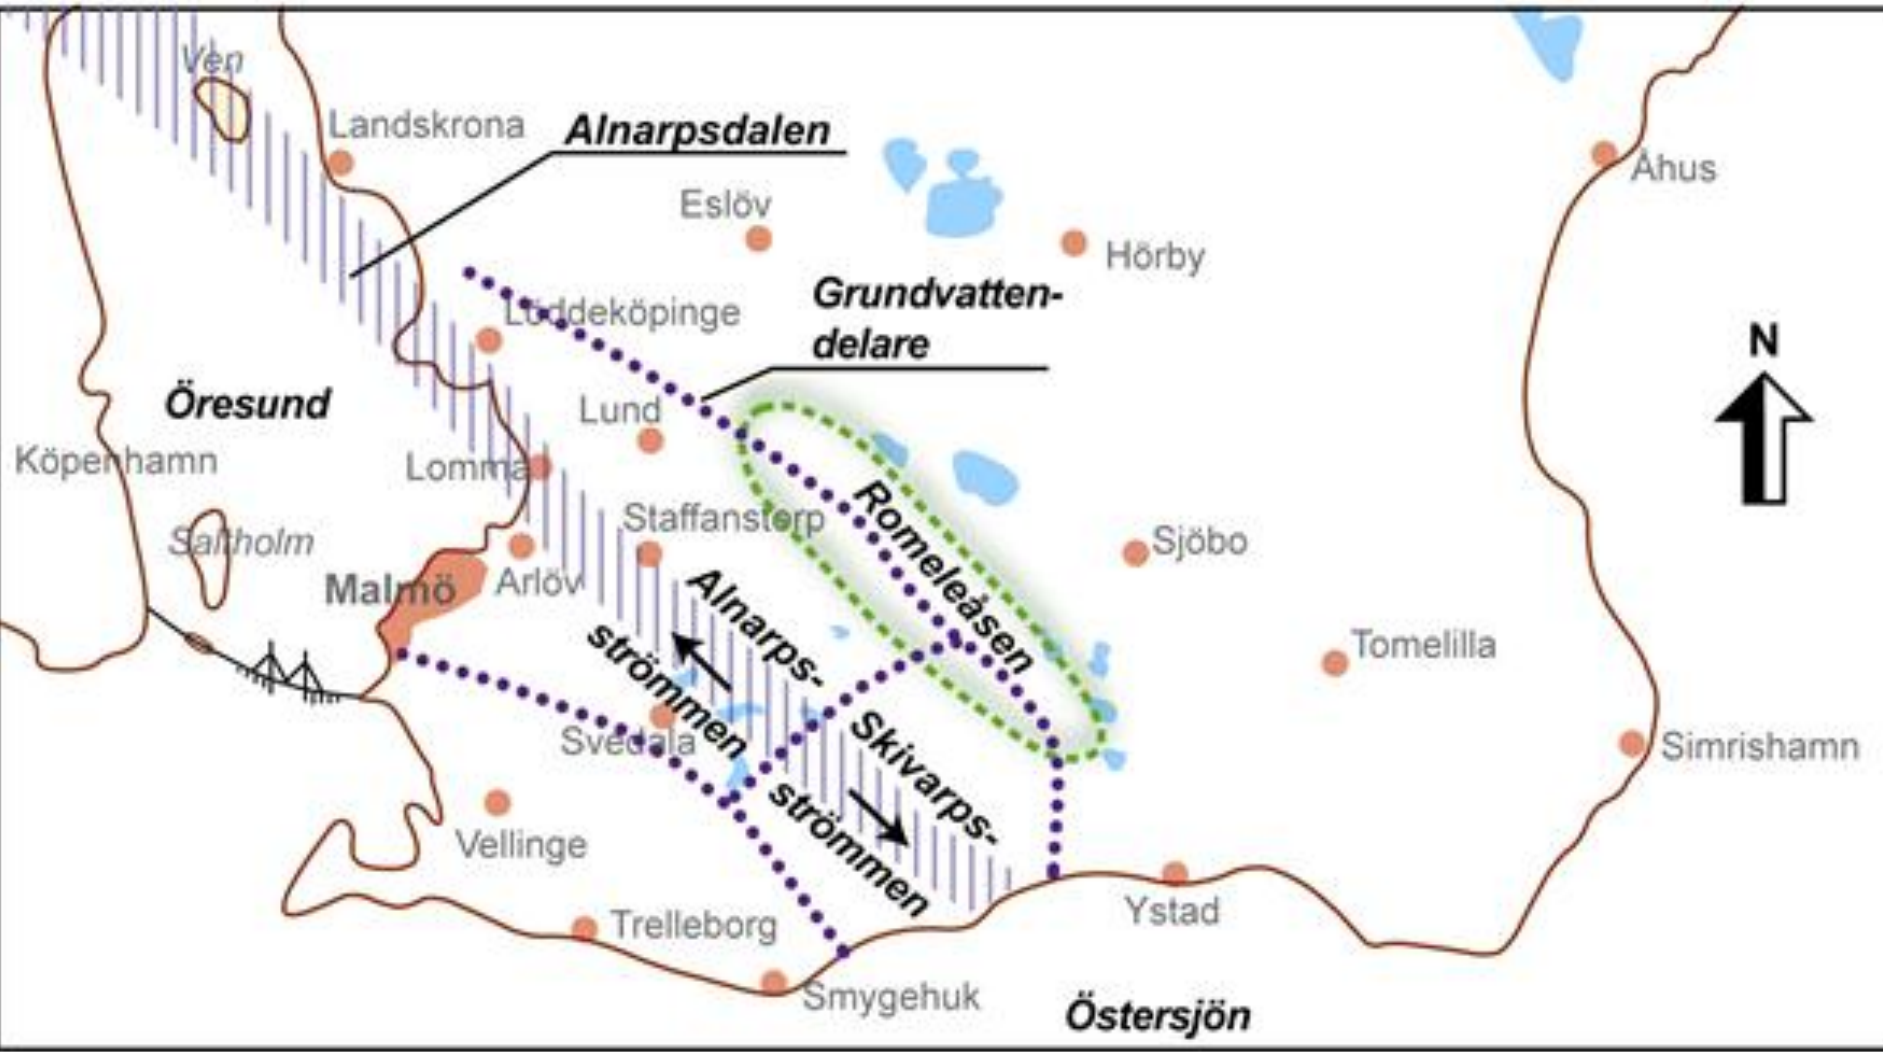 Ven
Landskrona
Alnarpsdalen
Åhus
Eslöv
Hörby
Grundvatten-
delare
Löddeköpinge
N
Öresund
Lund
Köpenhamn
Lomma
Romeleåsen
Staffanstorp
Saltholm
Sjöbo
Malmö
Arlöv
Alnarps-
strömmen
Tomelilla
Svedala
Skivarps-
strömmen
Simrishamn
Vellinge
Trelleborg
Ystad
Smygehuk
Östersjön